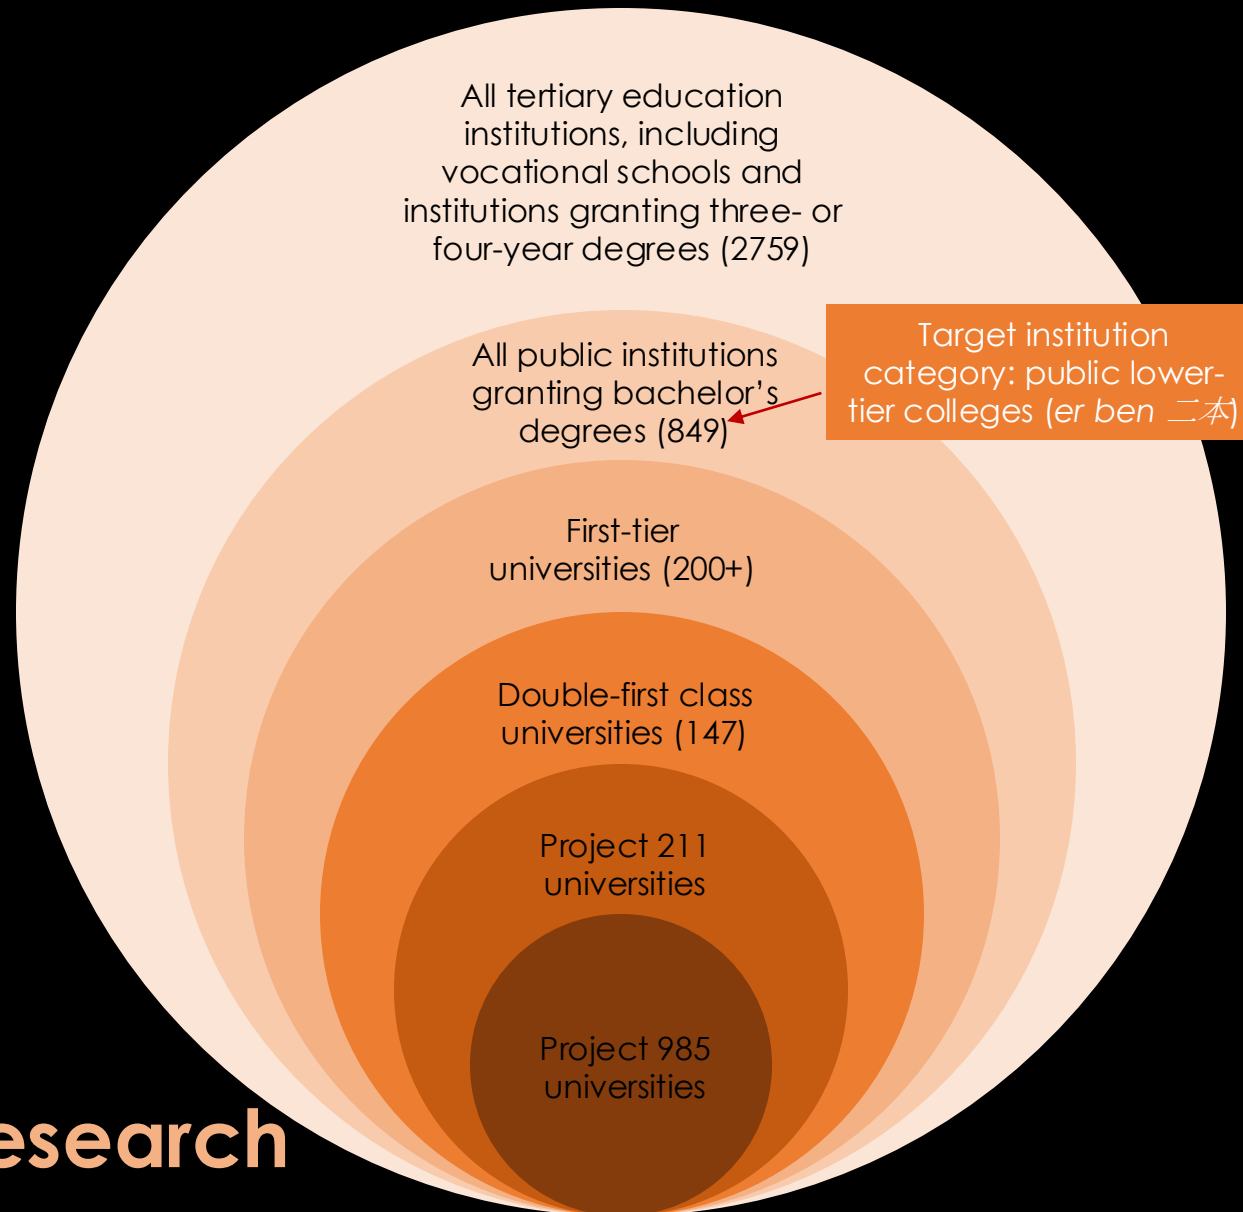 All tertiary education
institutions, including
vocational schools and
institutions granting three- or
four-year degrees (2759)
All public institutions
granting bachelor's
degrees (849)
Target institution
category: public lower-
tier colleges (er ben 二本)
First-tier
universities (200+)
Double-first class
universities (147)
Project 211
universities
Project 985
universities
esearch